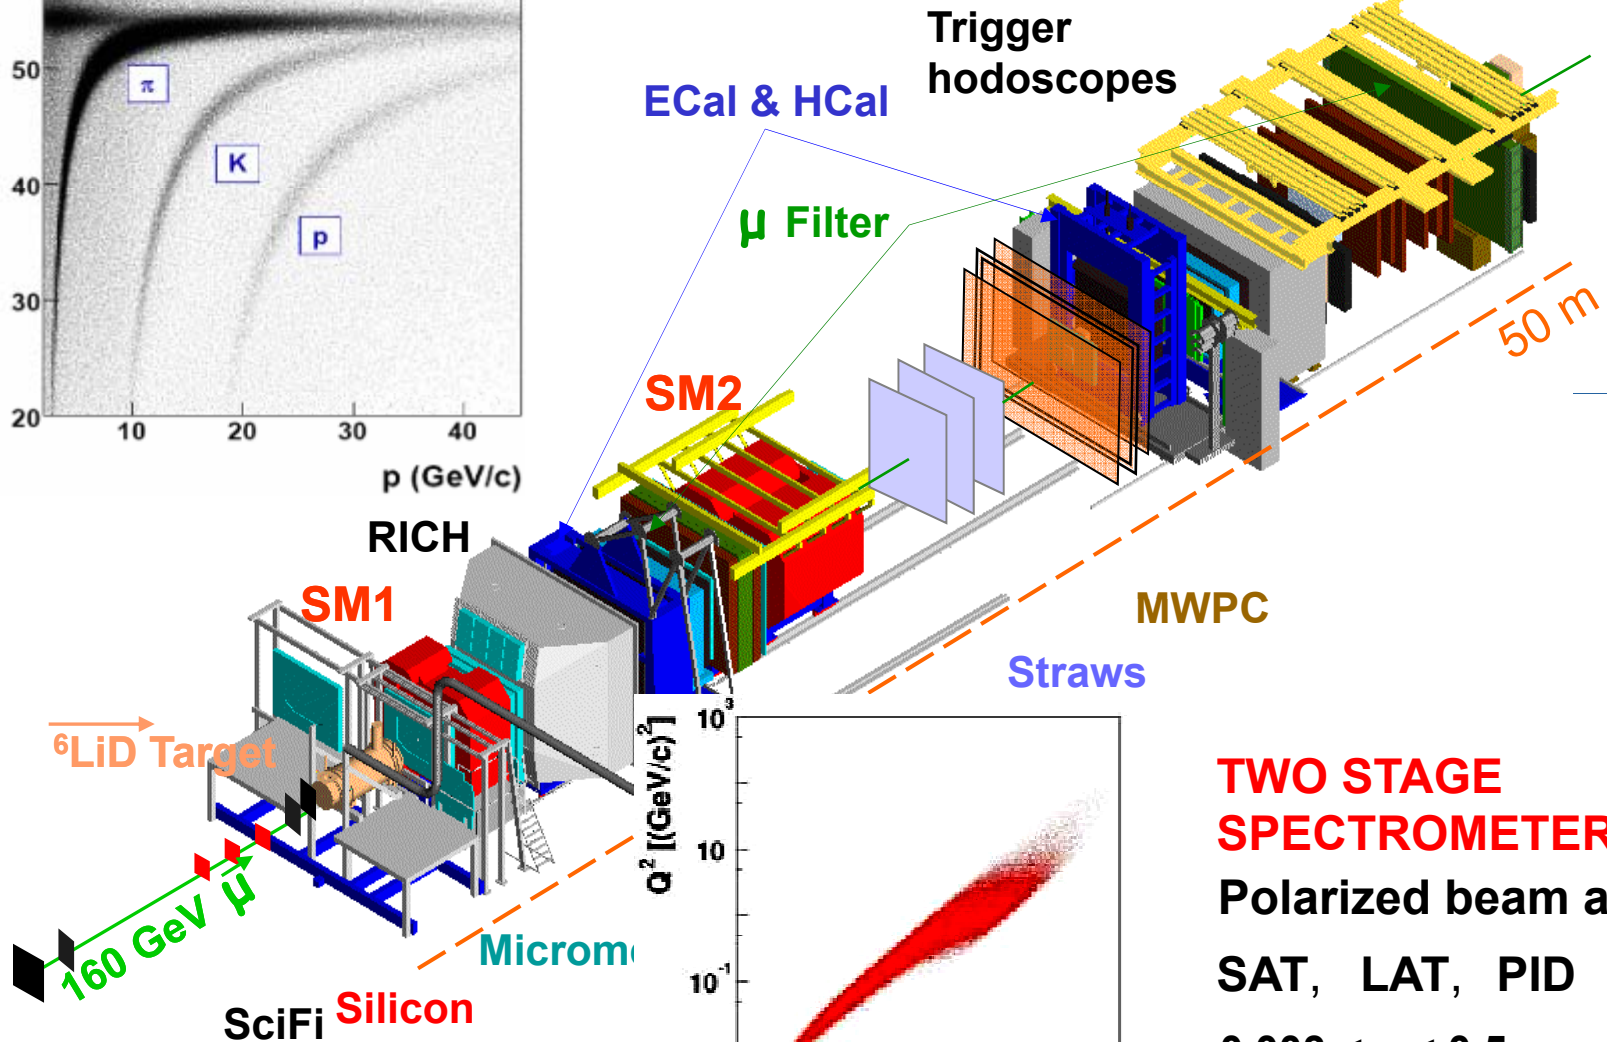 Trigger
hodoscopes
ECal & HCal
50
π
K
40
μ Filter
p
30
50 m
SM2
20
10
20
30
40
p (GeV/c)
RICH
SM1
MWPC
Straws
⁶LiD Target
10³
Q² [(GeV/c)²]
10
10⁻¹
TWO STAGE
SPECTROMETER
Polarized beam a
160 GeV μ
Microm
SAT, LAT, PID
Silicon
SciFi